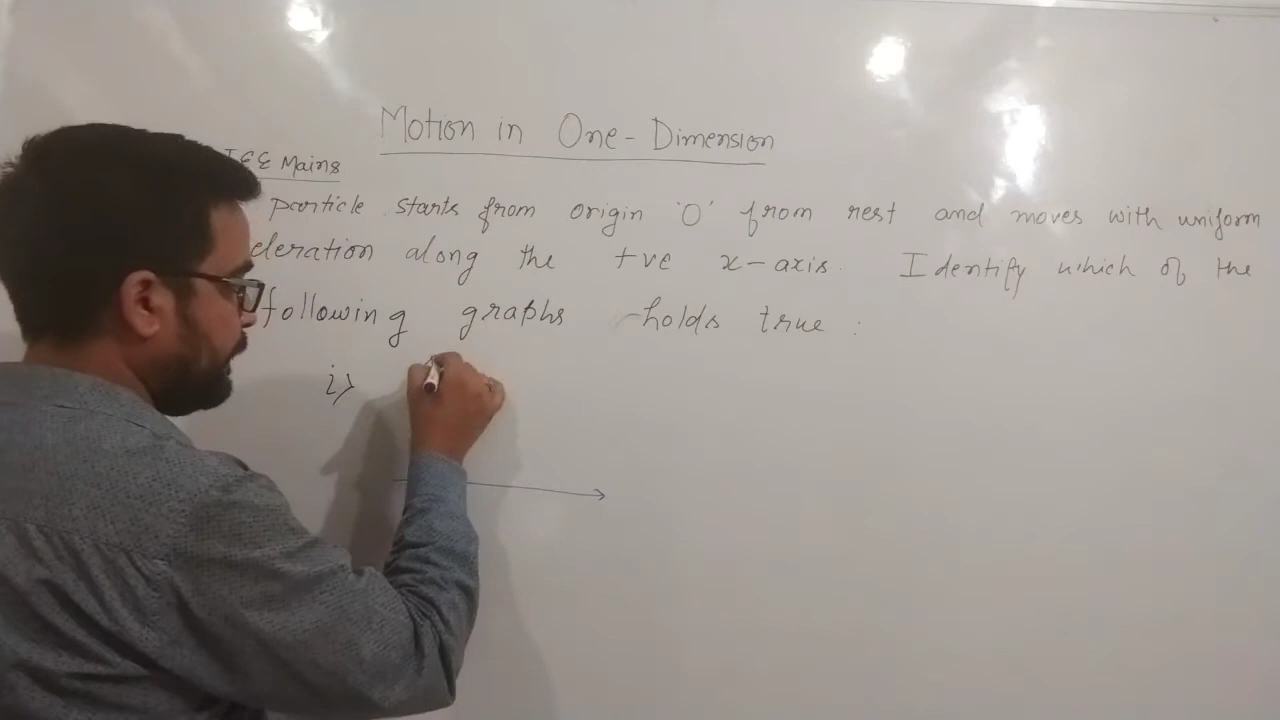 Motion in One-Dimension
JEE Mains
particle starts from origin 'O' from rest and moves with uniform
eleration along the +ve x-axis. Identify which of the
following graphs holds true :
i>